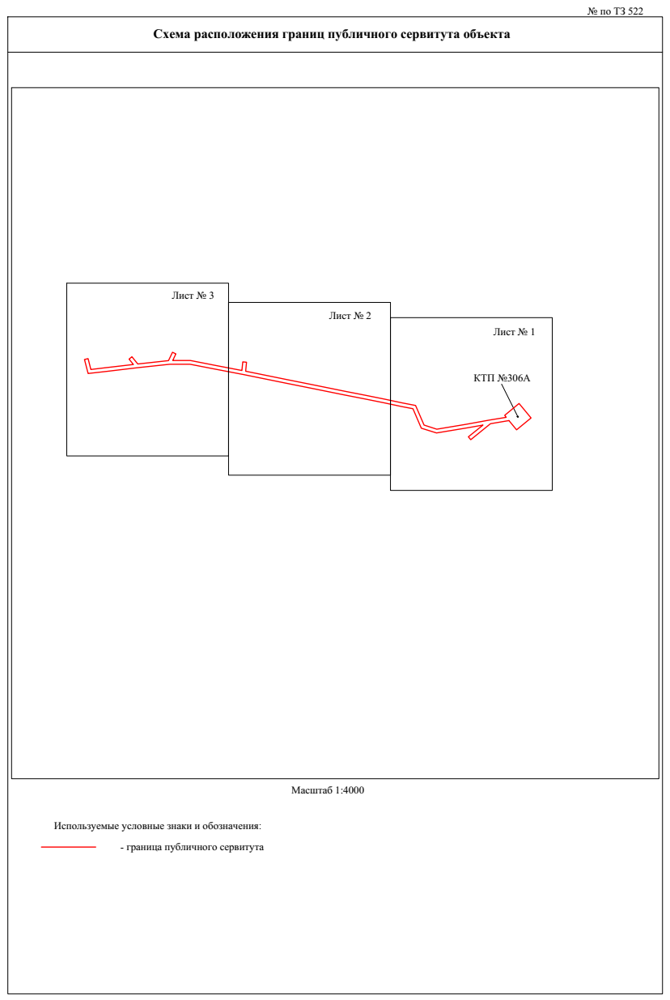 № по ТЗ 522
Схема расположения границ публичного сервитута объекта
Лист № 3
Лист № 2
Лист № 1
КТП №306А
Масштаб 1:4000
Используемые условные знаки и обозначения:
- граница публичного сервитута